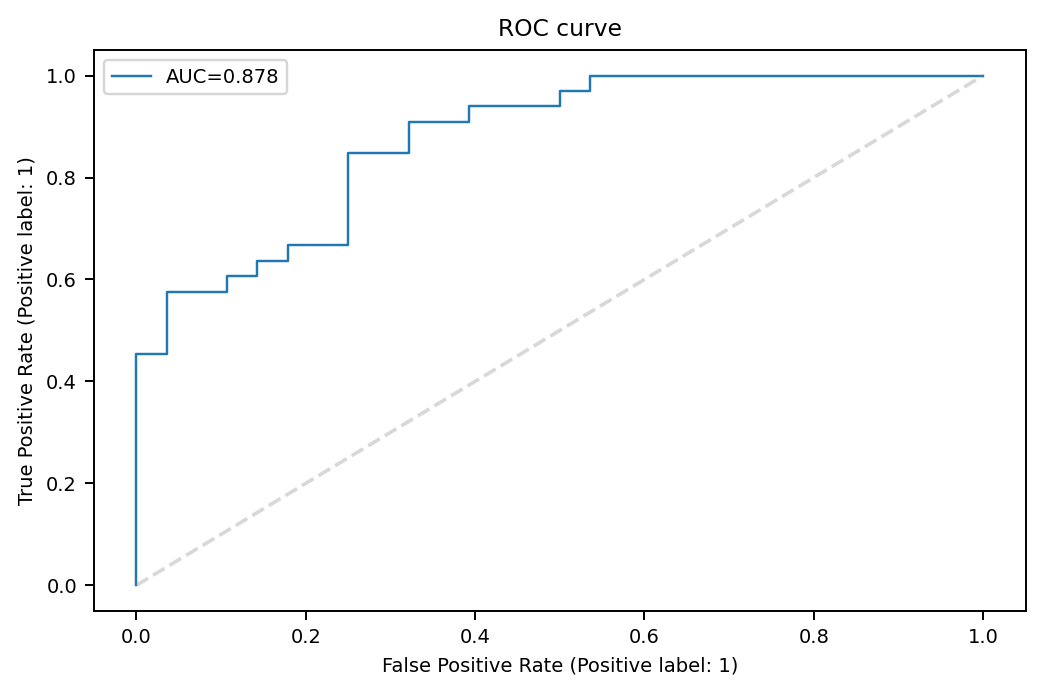 ROC curve
AUC=0.878
True Positive Rate (Positive label: 1)
1.0
0.8
0.6
0.4
0.2
0.0
0.0 0.2 0.4 0.6 0.8 1.0
False Positive Rate (Positive label: 1)